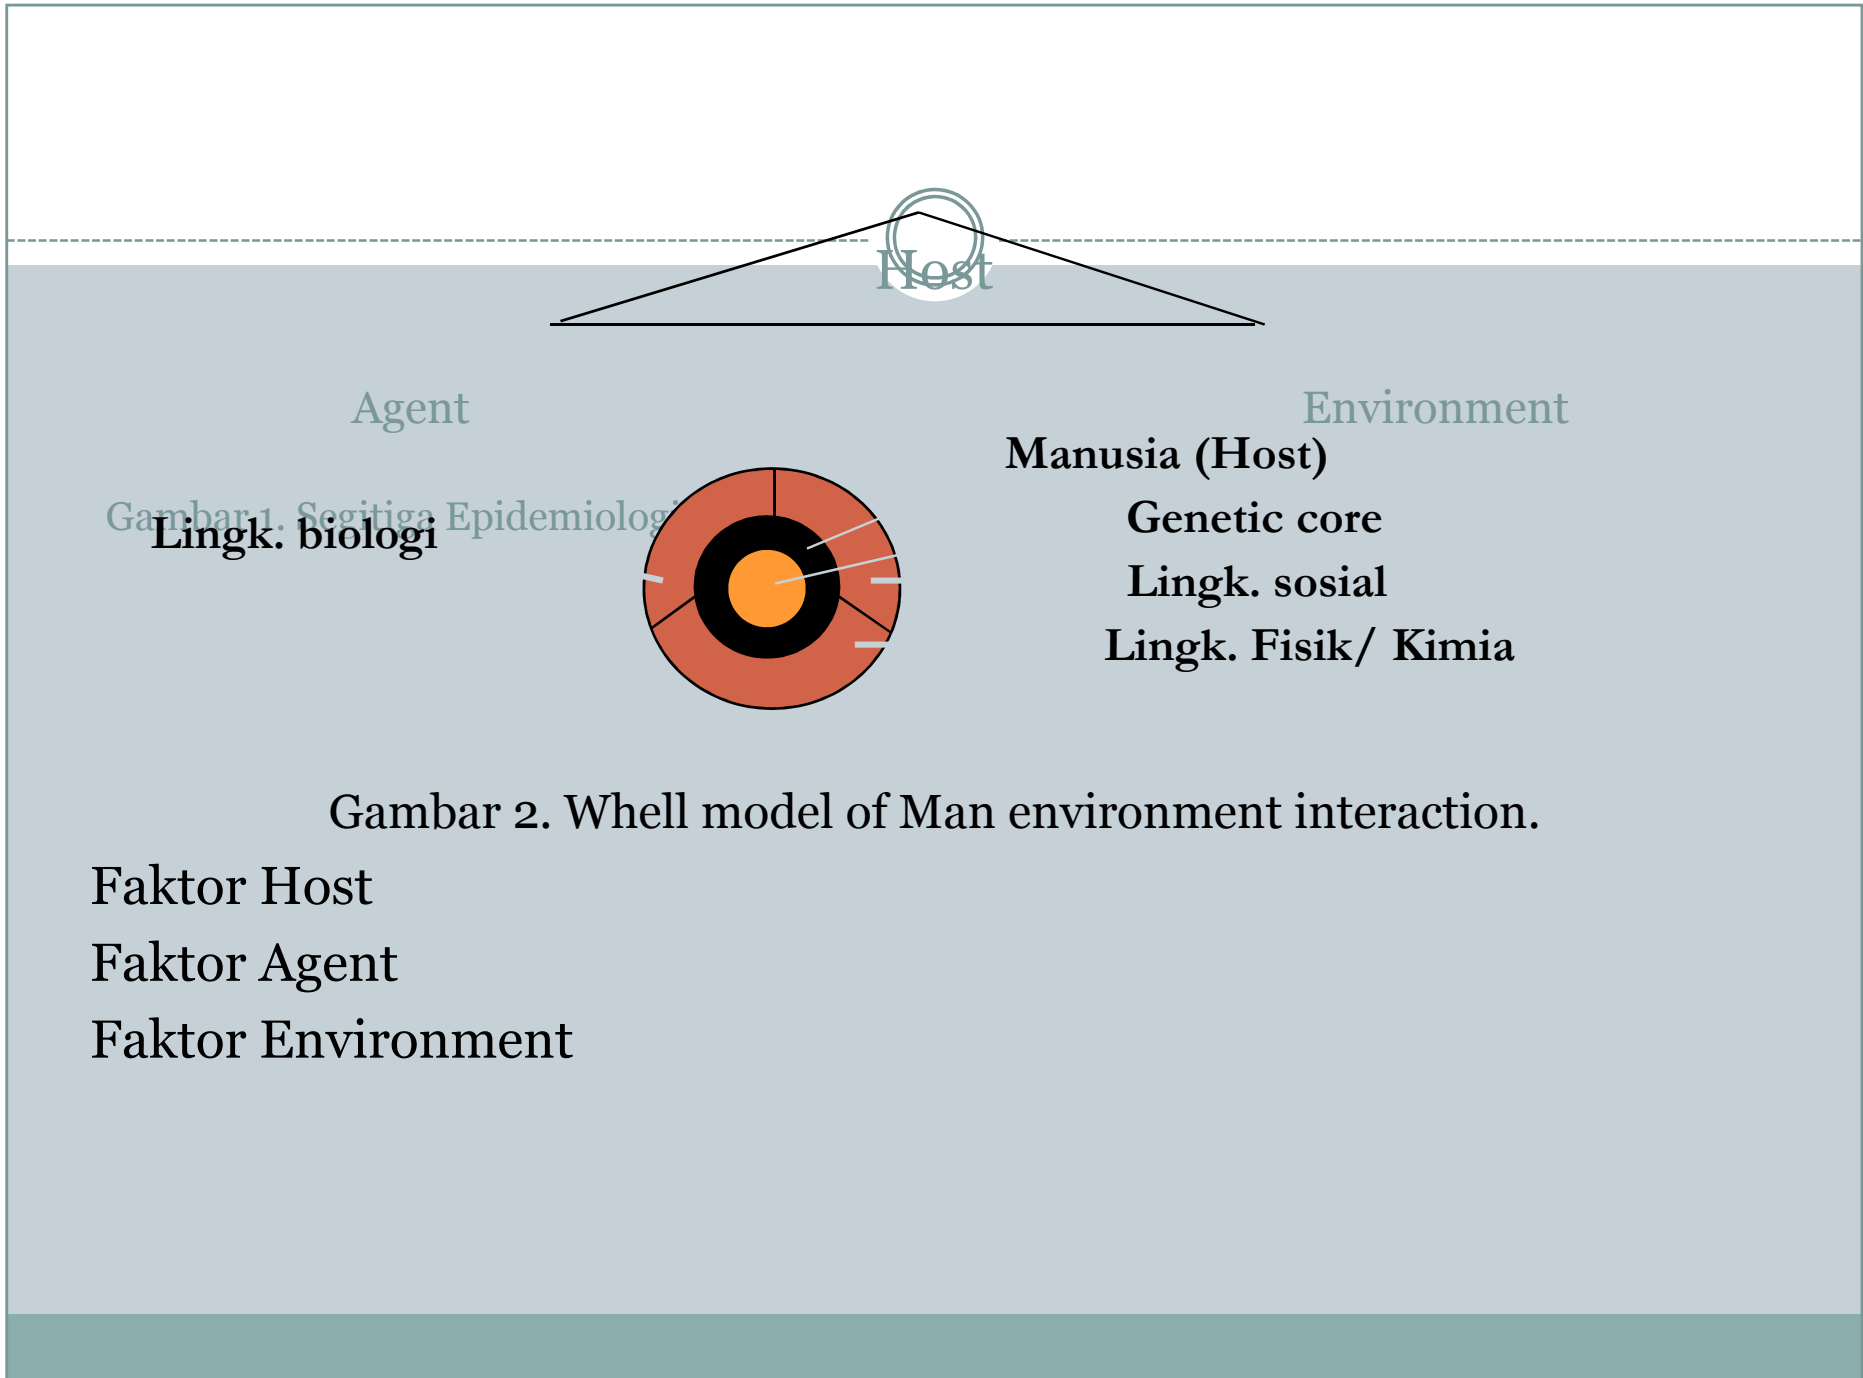 Host
Agent Environment
Manusia (Host)
Gambar 1. Segitiga Epidemiologi
Lingk. biologi
Genetic core
Lingk. sosial
Lingk. Fisik/ Kimia
Gambar 2. Whell model of Man environment interaction.
Faktor Host
Faktor Agent
Faktor Environment